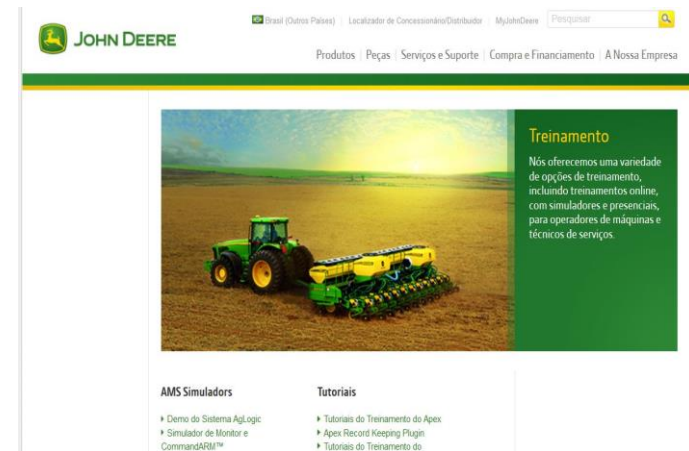 Brasil (Outros Países) | Localizador de Concessionário/Distribuidor | MyJohnDeere Pesquisar
JOHN DEERE
Produtos | Peças | Serviços e Suporte | Compra e Financiamento | A Nossa Empresa
Treinamento
Nós oferecemos uma variedade
de opções de treinamento,
incluindo treinamentos online,
com simuladores e presenciais,
para operadores de máquinas e
técnicos de serviços.
AMS Simuladors
Demo do Sistema AgLogic
Simulador de Monitor e
CommandARM™
Tutoriais
Tutoriais do Treinamento do Apex
Apex Record Keeping Plugin
Tutoriais do Treinamento do